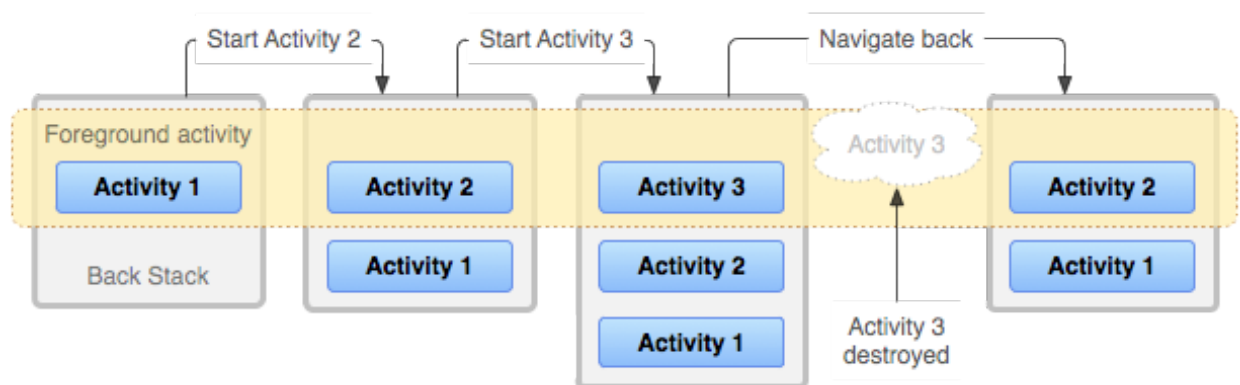 Start Activity 2
Start Activity 3
Navigate back
Foreground activity
Activity 1
Back Stack
Activity 2
Activity 1
Activity 3
Activity 2
Activity 1
Activity 3
Activity 3
destroyed
Activity 2
Activity 1